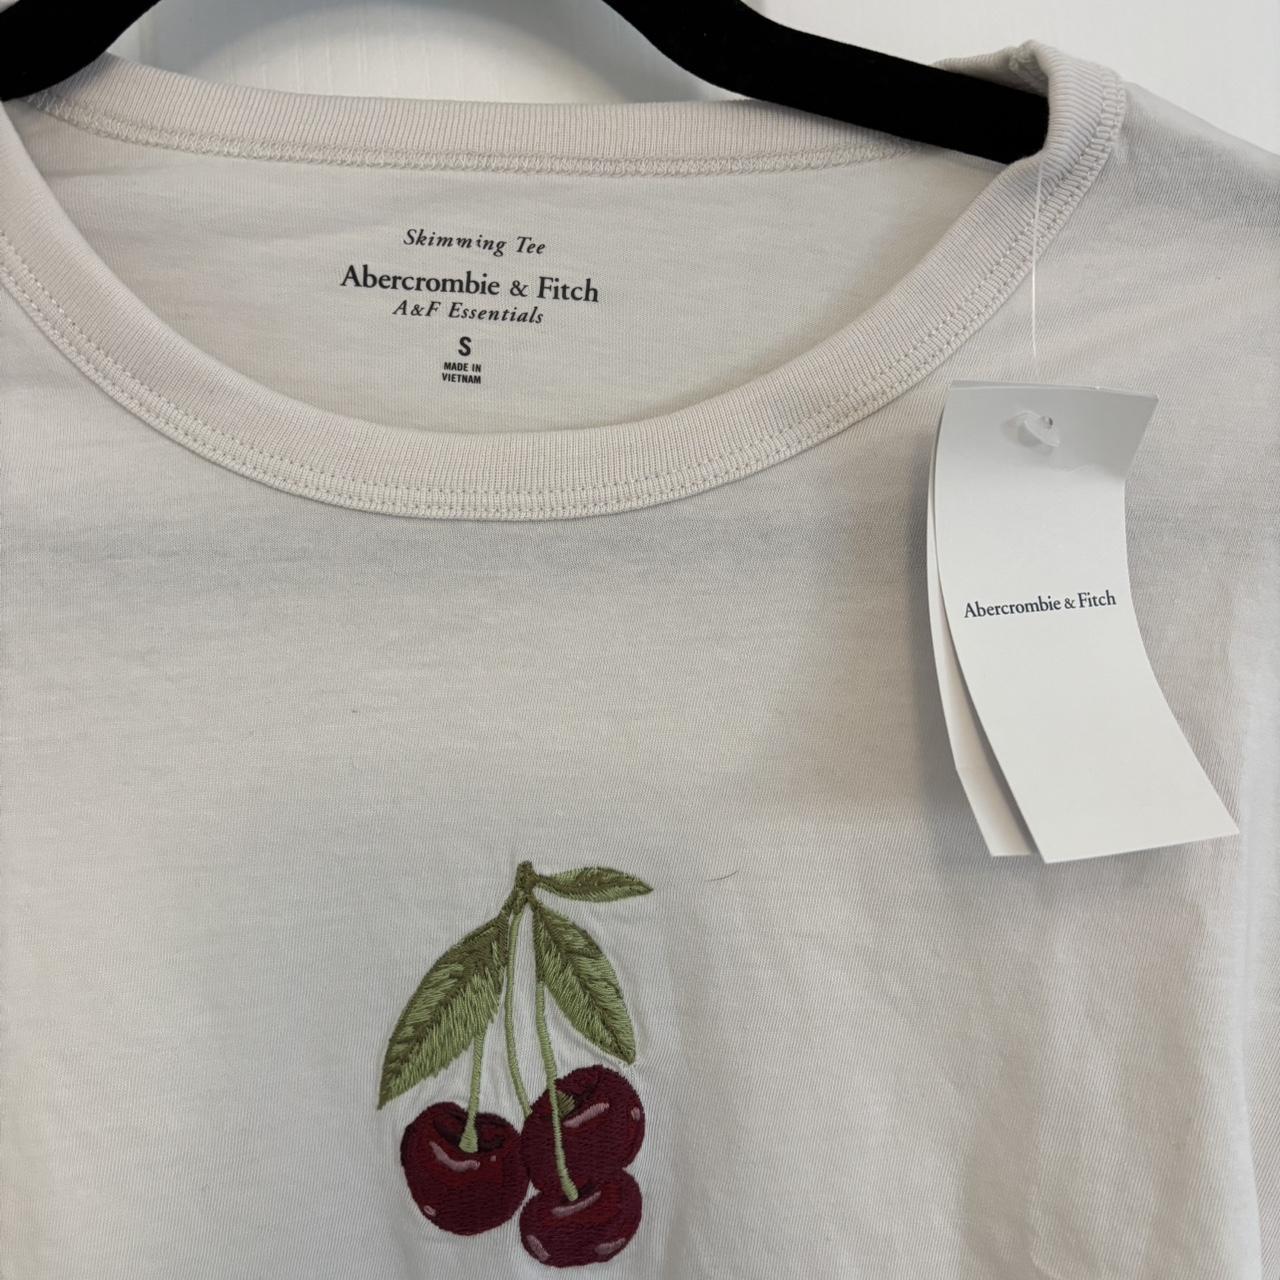 Skimming Tee
Abercrombie & Fitch
A&F Essentials
S
MADE IN
VIETNAM
Abercrombie & Fitch